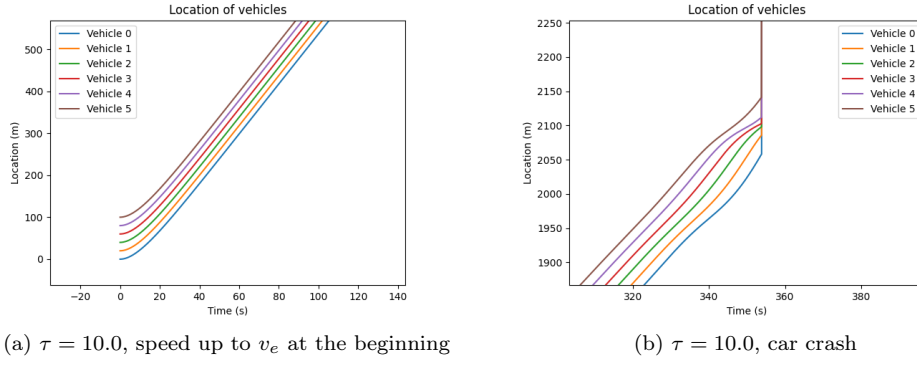 Location of vehicles
Vehicle 0
Vehicle 1
Vehicle 2
Vehicle 3
Vehicle 4
Vehicle 5
Location (m)
500
400
300
200
100
0
−20 0 20 40 60 80 100 120 140
Time (s)
(a) τ = 10.0, speed up to vₑ at the beginning
Location of vehicles
Vehicle 0
Vehicle 1
Vehicle 2
Vehicle 3
Vehicle 4
Vehicle 5
Location (m)
2250
2200
2150
2100
2050
2000
1950
1900
320 340 360 380
Time (s)
(b) τ = 10.0, car crash